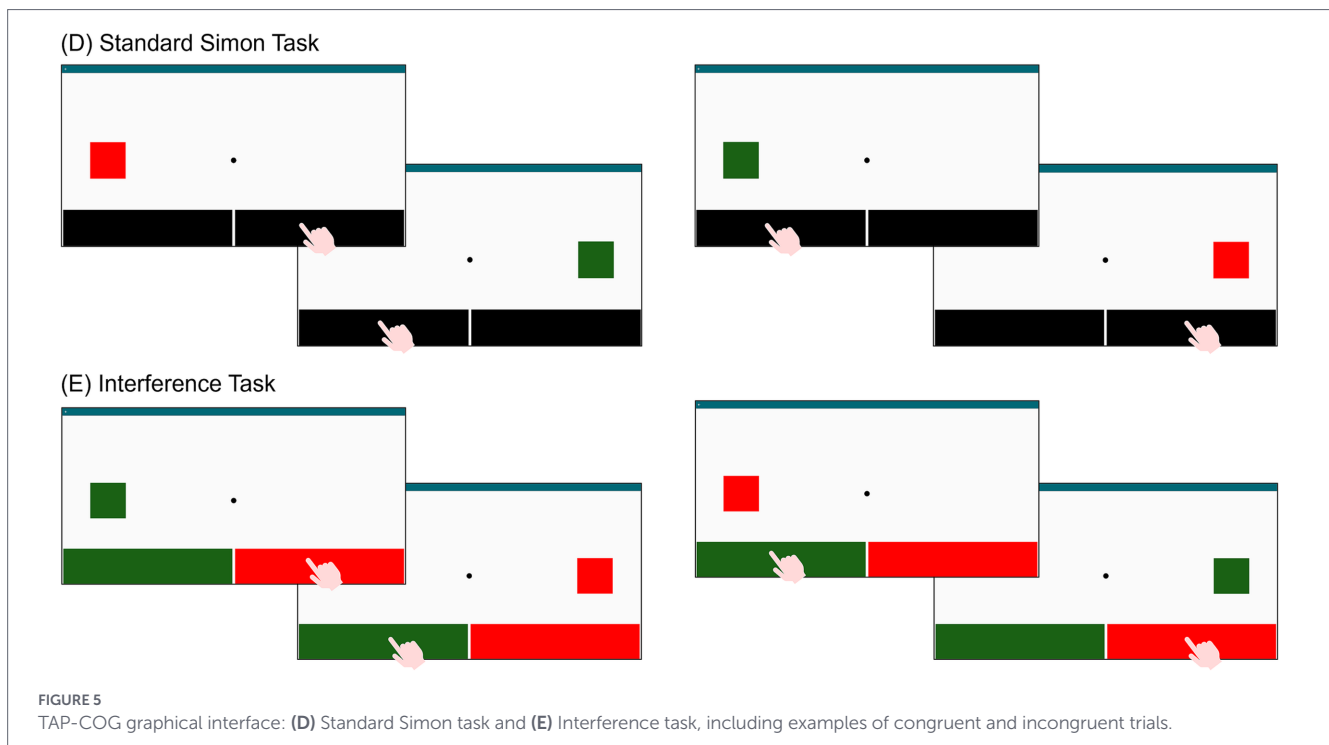 (D) Standard Simon Task
(E) Interference Task
FIGURE 5
TAP-COG graphical interface: (D) Standard Simon task and (E) Interference task, including examples of congruent and incongruent trials.